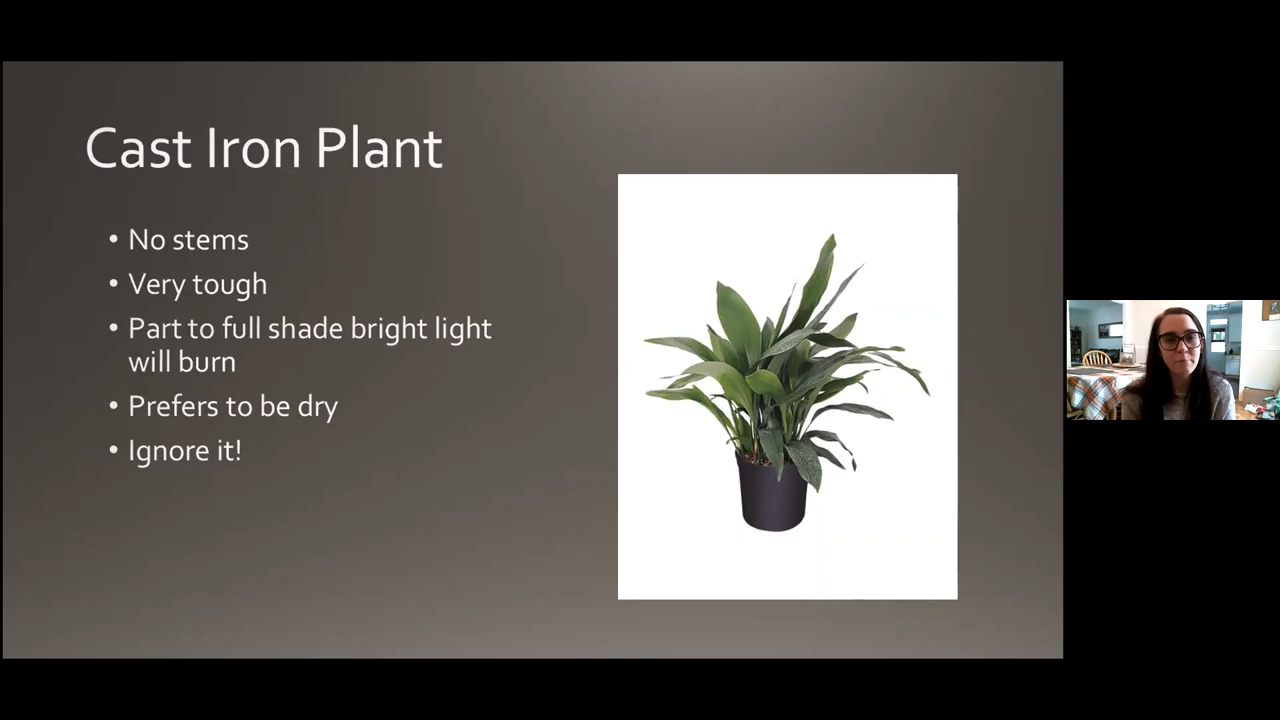 Cast Iron Plant
• No stems
• Very tough
• Part to full shade bright light
will burn
• Prefers to be dry
• Ignore it!